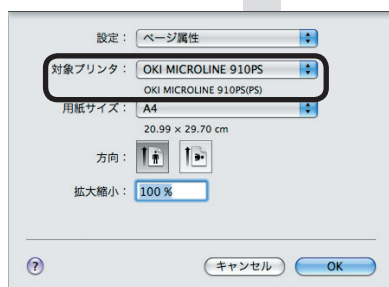 設定： ページ属性
対象プリンタ： OKI MICROLINE 910PS
OKI MICROLINE 910PS(PS)
用紙サイズ： A4
20.99 × 29.70 cm
方向：
拡大縮小： 100 %
? キャンセル OK